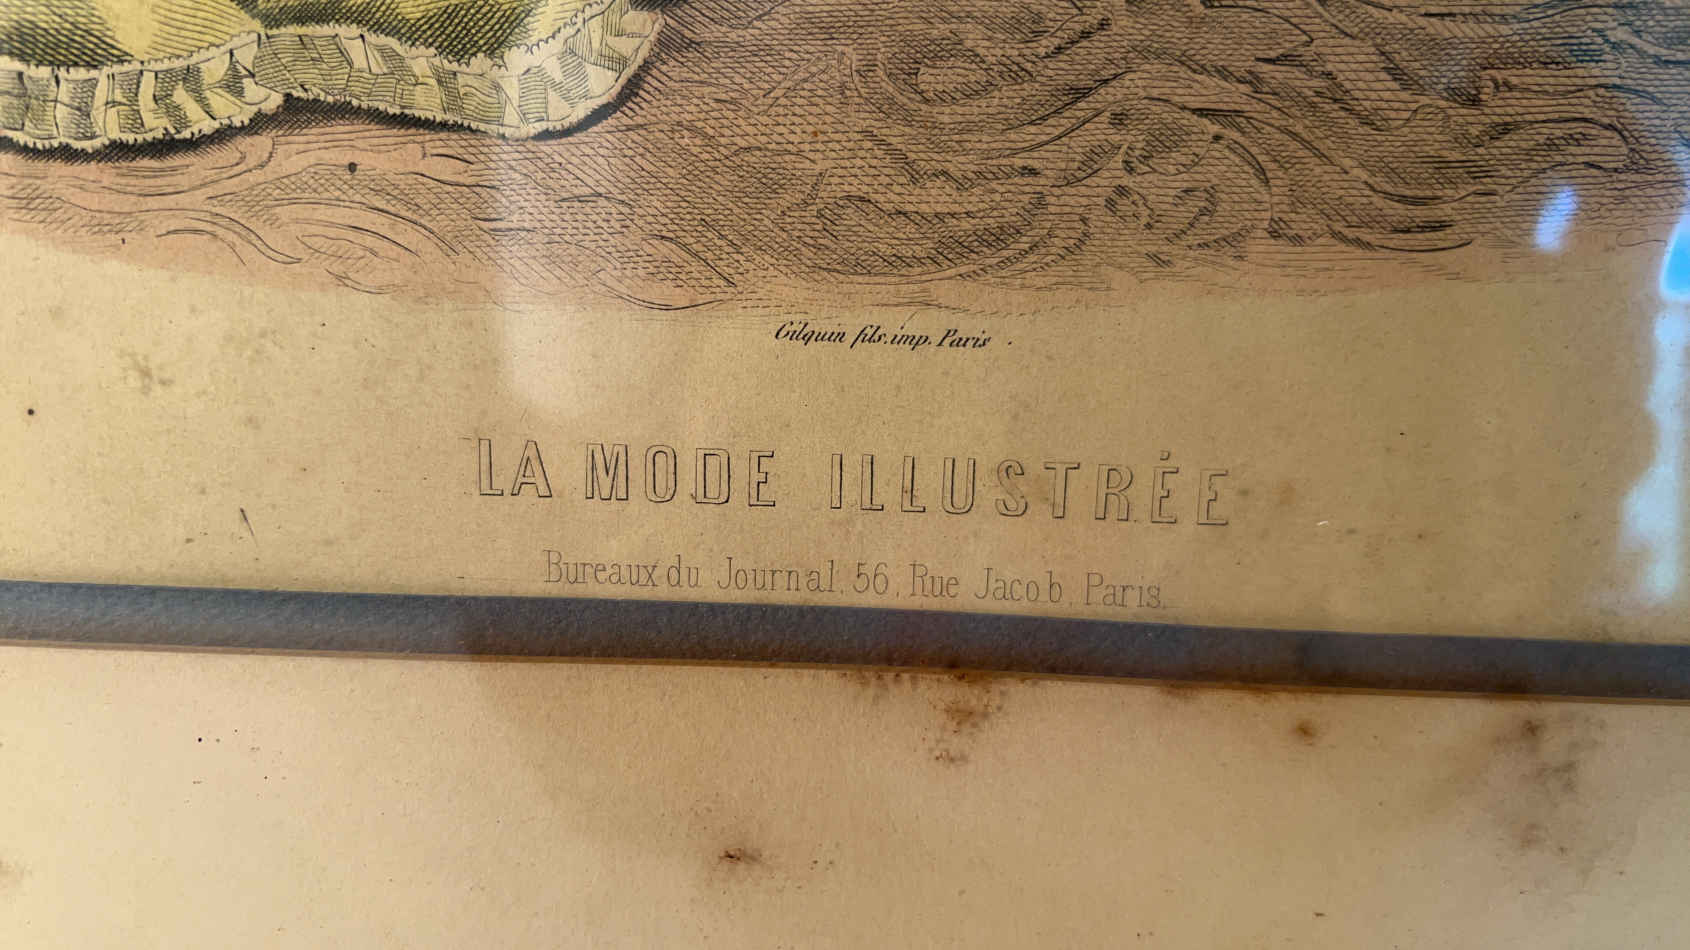 Gilquin fils. imp. Paris.
LA MODE ILLUSTRÉE
Bureaux du Journal, 56, Rue Jacob, Paris.